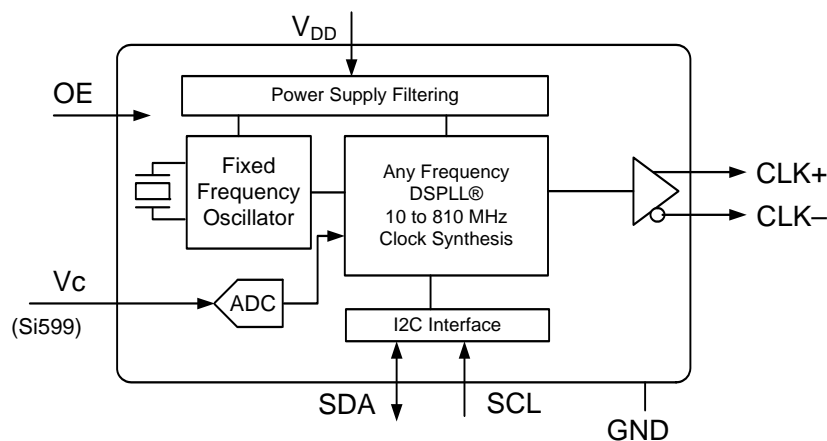 V_DD
OE
Power Supply Filtering
Fixed
Frequency
Oscillator
Any Frequency
DSPLL®
10 to 810 MHz
Clock Synthesis
CLK+
CLK–
Vc
(Si599)
ADC
I2C Interface
SDA
SCL
GND